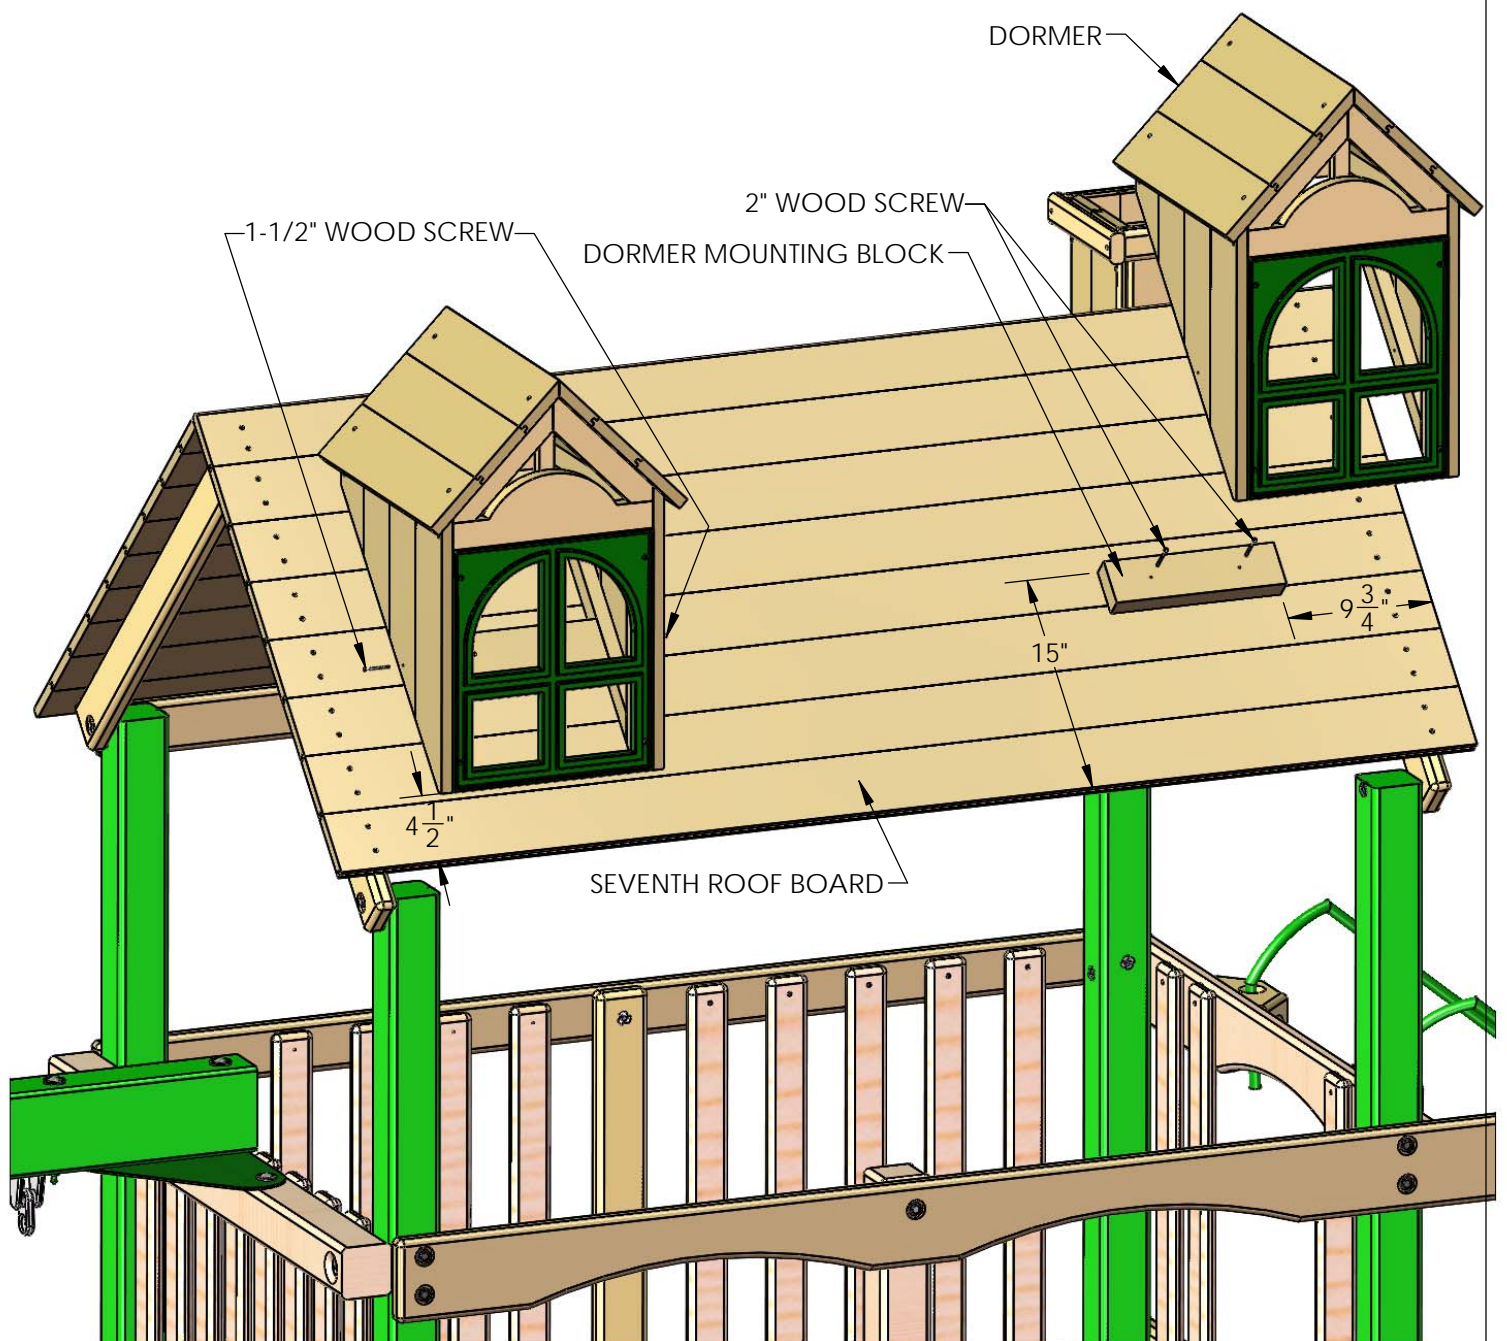 DORMER
2" WOOD SCREW
1-1/2" WOOD SCREW
DORMER MOUNTING BLOCK
9 3/4"
15"
4 1/2"
SEVENTH ROOF BOARD